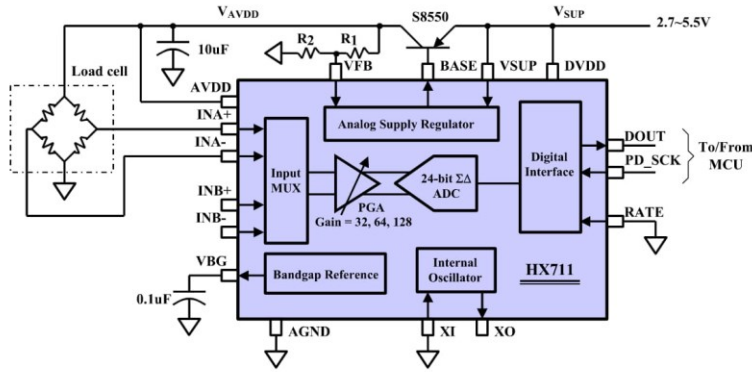 V_AVDD
S8550
V_SUP
2.7~5.5V
R2
R1
10uF
VFB
BASE
VSUP
DVDD
Load cell
AVDD
INA+
INA-
INB+
INB-
Analog Supply Regulator
Input
MUX
PGA
Gain = 32, 64, 128
24-bit ΣΔ
ADC
Digital
Interface
DOUT
PD_SCK
To/From
MCU
RATE
VBG
0.1uF
Bandgap Reference
Internal
Oscillator
HX711
AGND
XI
XO